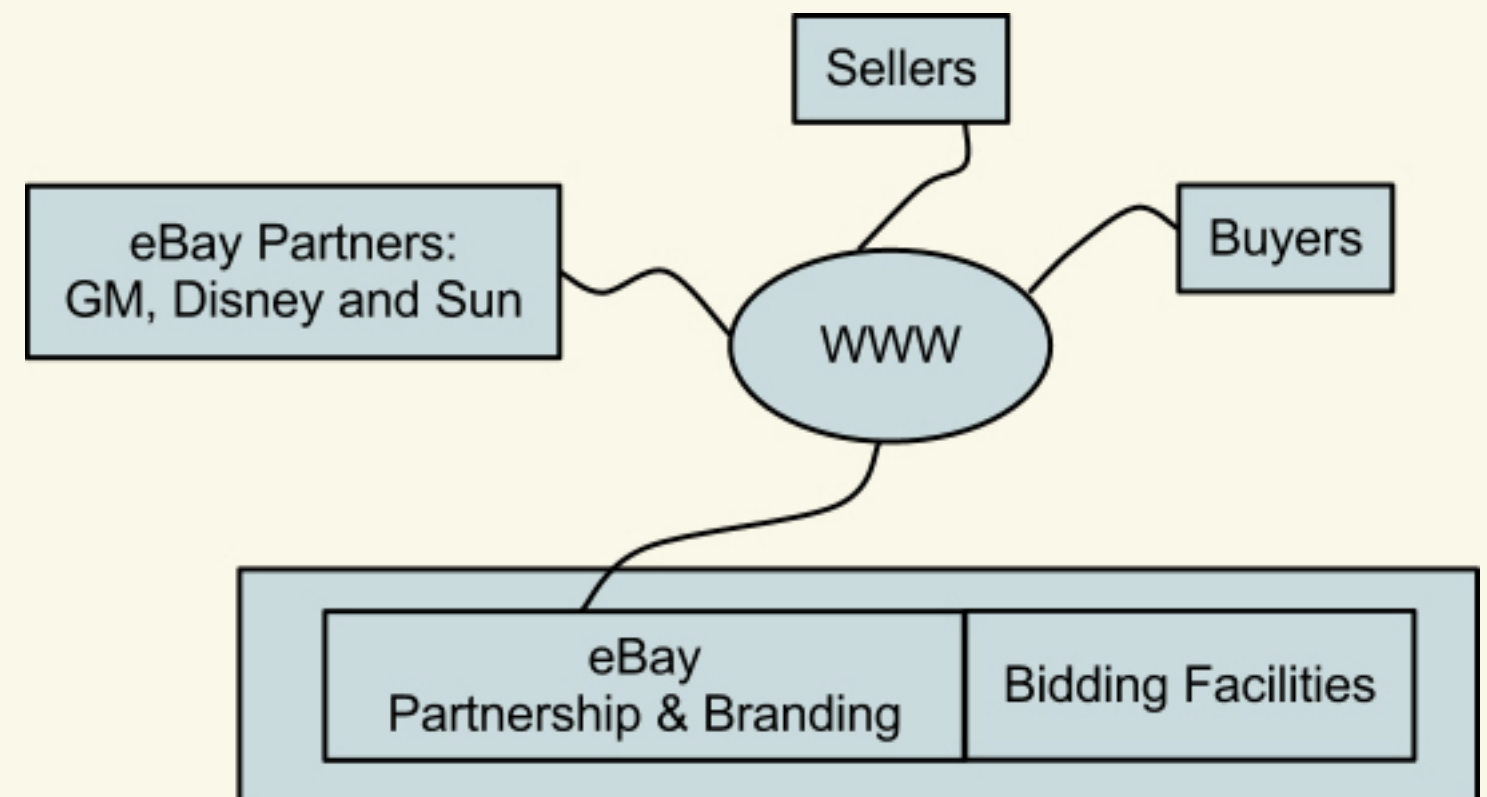 Sellers
eBay Partners:
GM, Disney and Sun
Buyers
WWW
eBay
Partnership & Branding
Bidding Facilities